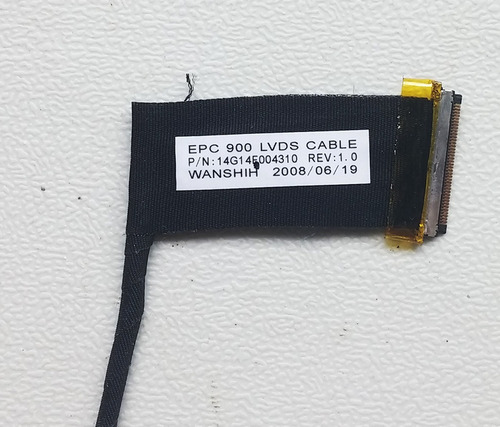 EPC 900 LVDS CABLE
P/N:14G14F004310 REV:1.0
WANSHIH 2008/06/19